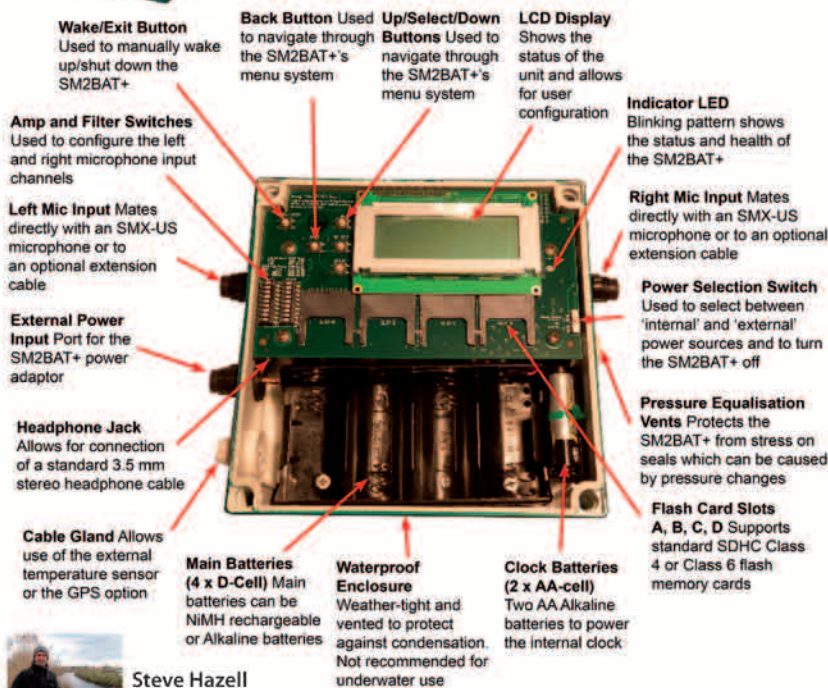 Wake/Exit Button
Used to manually wake
up/shut down the
SM2BAT+
Back Button Used
to navigate through
the SM2BAT+'s
menu system
Up/Select/Down
Buttons Used to
navigate through
the SM2BAT+'s
menu system
LCD Display
Shows the
status of the
unit and allows
for user
configuration
Indicator LED
Blinking pattern shows
the status and health of
the SM2BAT+
Amp and Filter Switches
Used to configure the left
and right microphone input
channels
Left Mic Input Mates
directly with an SMX-US
microphone or to
an optional extension
cable
Right Mic Input Mates
directly with an SMX-US
microphone or to an optional
extension cable
External Power
Input Port for the
SM2BAT+ power
adaptor
Power Selection Switch
Used to select between
'internal' and 'external'
power sources and to turn
the SM2BAT+ off
Headphone Jack
Allows for connection
of a standard 3.5 mm
stereo headphone cable
Pressure Equalisation
Vents Protects the
SM2BAT+ from stress on
seals which can be caused
by pressure changes
Cable Gland Allows
use of the external
temperature sensor
or the GPS option
Main Batteries
(4 x D-Cell) Main
batteries can be
NiMH rechargeable
or Alkaline batteries
Waterproof
Enclosure
Weather-tight and
vented to protect
against condensation.
Not recommended for
underwater use
Clock Batteries
(2 x AA-cell)
Two AA Alkaline
batteries to power
the internal clock
Flash Card Slots
A, B, C, D Supports
standard SDHC Class
4 or Class 6 flash
memory cards
Steve Hazell